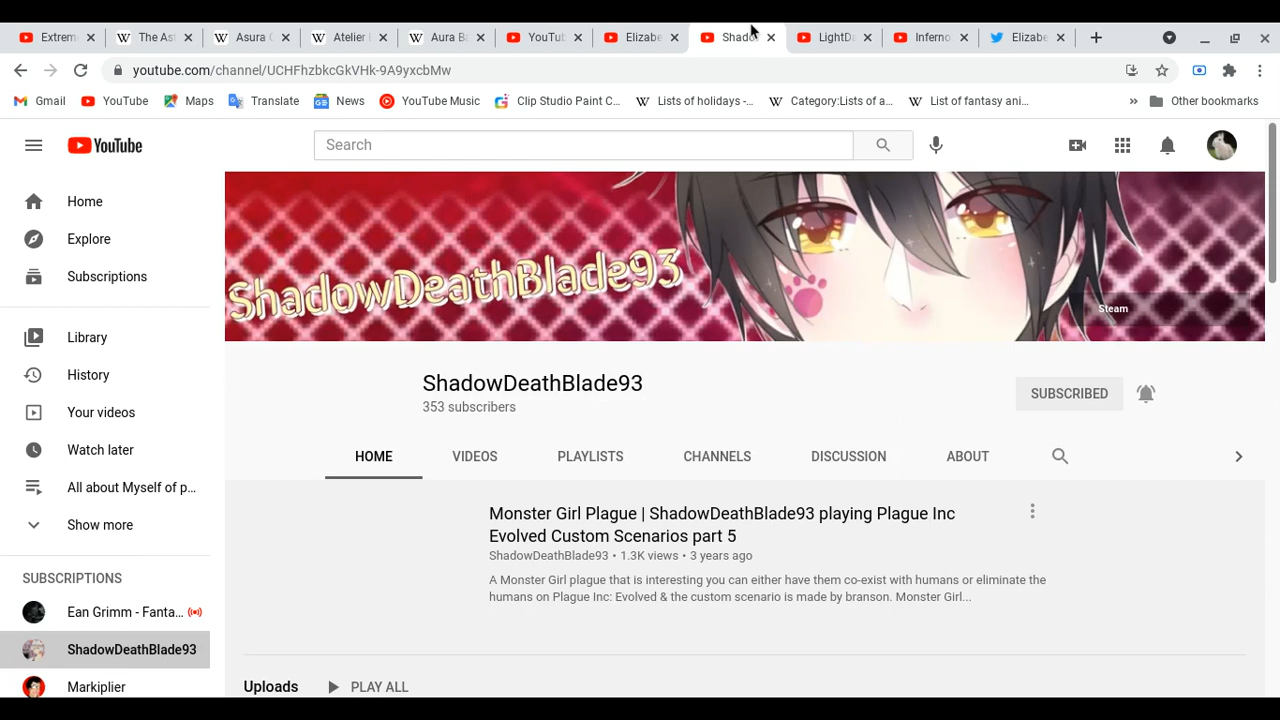 Extrem
The Ast
Asura C
Atelier
Aura Ba
YouTu
Elizabe
Shado
LightDa
Inferno
Elizabe
youtube.com/channel/UCHFhzbkcGkVHk-9A9yxcbMw
Gmail
YouTube
Maps
Translate
News
YouTube Music
Clip Studio Paint C...
Lists of holidays -...
Category:Lists of a...
List of fantasy ani...
»
Other bookmarks
YouTube
Search
Home
Explore
Subscriptions
Library
History
Your videos
Watch later
All about Myself of p...
Show more
SUBSCRIPTIONS
Ean Grimm - Fanta...
ShadowDeathBlade93
Markiplier
ShadowDeathBlade93
Steam
ShadowDeathBlade93
353 subscribers
SUBSCRIBED
HOME
VIDEOS
PLAYLISTS
CHANNELS
DISCUSSION
ABOUT
Monster Girl Plague | ShadowDeathBlade93 playing Plague Inc
Evolved Custom Scenarios part 5
ShadowDeathBlade93 • 1.3K views • 3 years ago
A Monster Girl plague that is interesting you can either have them co-exist with humans or eliminate the
humans on Plague Inc: Evolved & the custom scenario is made by branson. Monster Girl...
Uploads
PLAY ALL